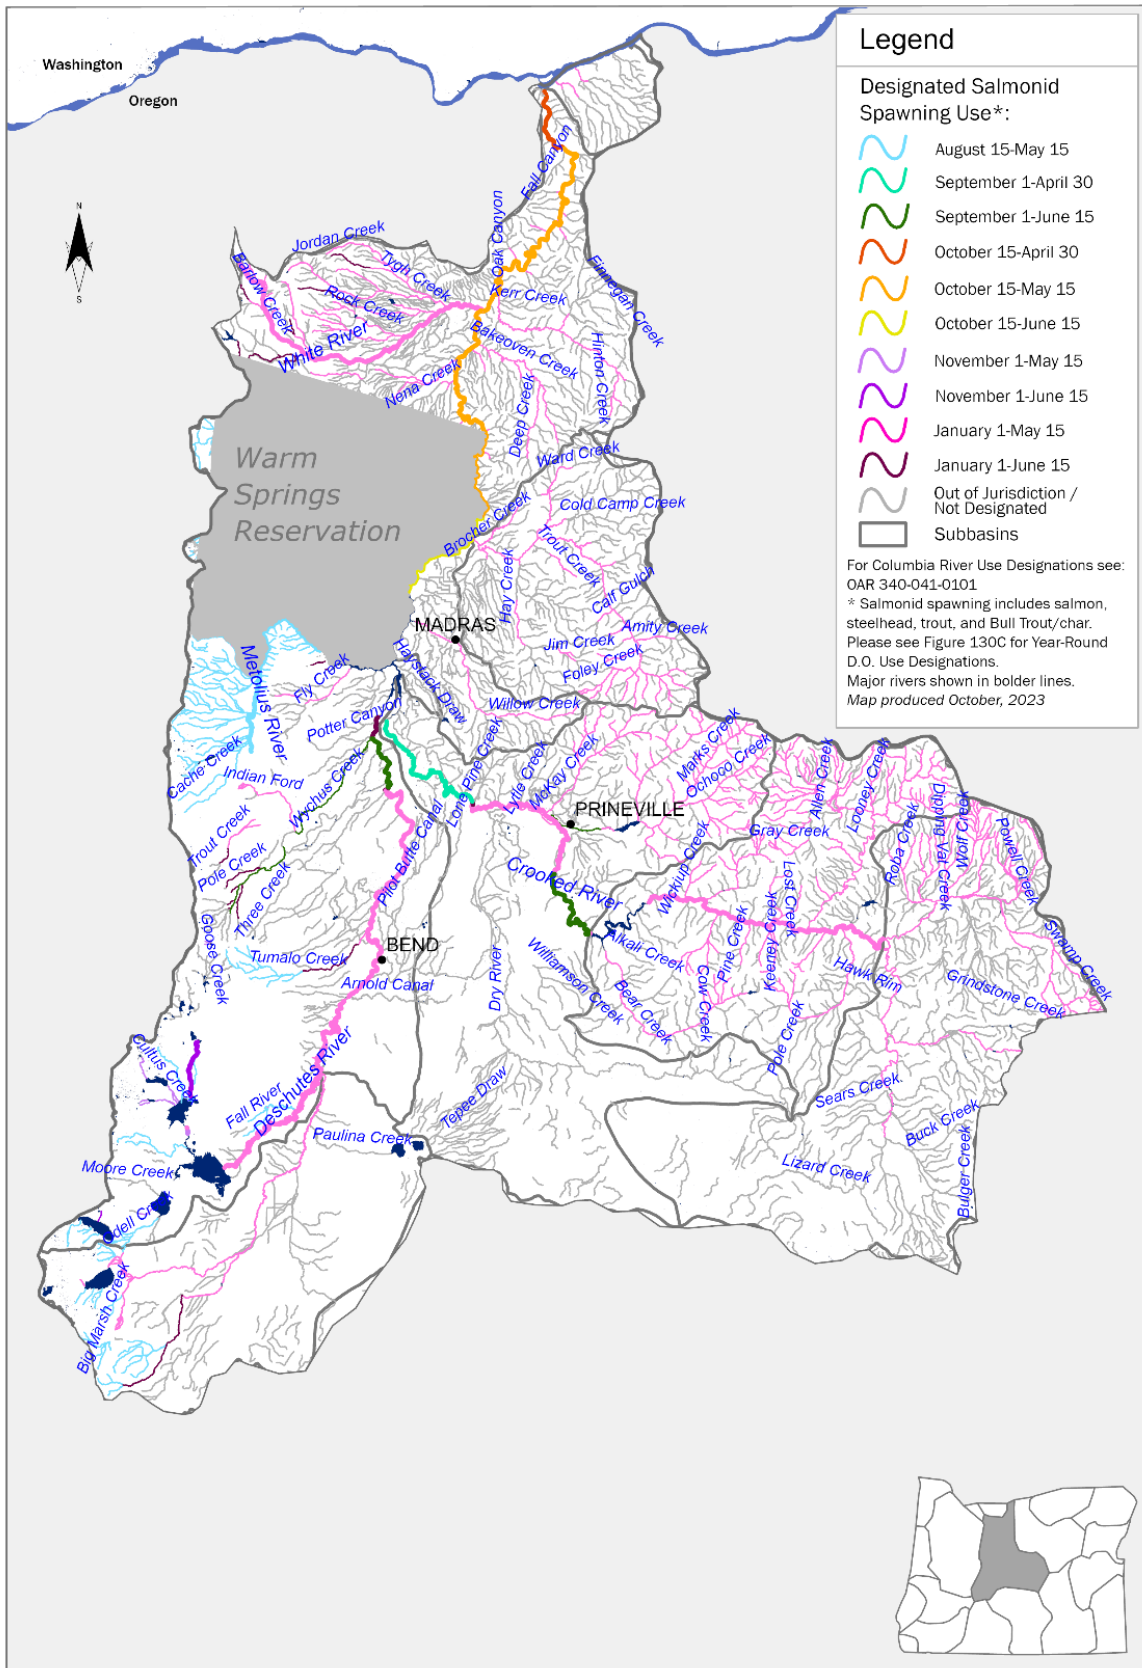 Washington
Oregon
Legend
Designated Salmonid
Spawning Use*:
August 15-May 15
September 1-April 30
September 1-June 15
October 15-April 30
October 15-May 15
October 15-June 15
November 1-May 15
November 1-June 15
January 1-May 15
January 1-June 15
Out of Jurisdiction /
Not Designated
Subbasins
For Columbia River Use Designations see:
OAR 340-041-0101
* Salmonid spawning includes salmon,
steelhead, trout, and Bull Trout/char.
Please see Figure 130C for Year-Round
D.O. Use Designations.
Major rivers shown in bolder lines.
Map produced October, 2023
N
S
Fall Canyon
Oak Canyon
Jordan Creek
Tygh Creek
Barlow Creek
Rock Creek
White River
Kerr Creek
Finnegan Creek
Bakeoven Creek
Hinton Creek
Nena Creek
Deep Creek
Ward Creek
Warm
Springs
Reservation
Cold Camp Creek
Brocher Creek
Trout Creek
Hay Creek
Calf Gulch
MADRAS
Amity Creek
Jim Creek
Foley Creek
Haystack Draw
Metolius River
Fly Creek
Willow Creek
Potter Canyon
Cache Creek
Indian Ford
Wychus Creek
Lone Pine Creek
Lytle Creek
McKay Creek
Marks Creek
Ochoco Creek
Allen Creek
Looney Creek
PRINEVILLE
Pilot Butte Canal
Trout Creek
Pole Creek
Three Creek
Gray Creek
Roba Creek
Dipping Vat Creek
Wolf Creek
Powell Creek
Crooked River
Wickiup Creek
Lost Creek
Goose Creek
Tumalo Creek
BEND
Arnold Canal
Dry River
Williamson Creek
Alkali Creek
Bear Creek
Cow Creek
Pine Creek
Keeney Creek
Hawk Rim
Swamp Creek
Grindstone Creek
Pole Creek
Cultus Creek
Fall River
Deschutes River
Tepee Draw
Sears Creek
Buck Creek
Paulina Creek
Moore Creek
Lizard Creek
Bulger Creek
Odell Creek
Big Marsh Creek